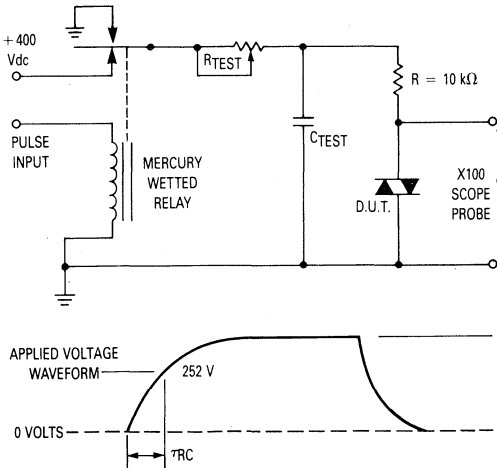 +400
Vdc
RTEST
R = 10 kΩ
PULSE
INPUT
CTEST
MERCURY
WETTED
RELAY
D.U.T.
X100
SCOPE
PROBE
APPLIED VOLTAGE
WAVEFORM
252 V
0 VOLTS
τRC